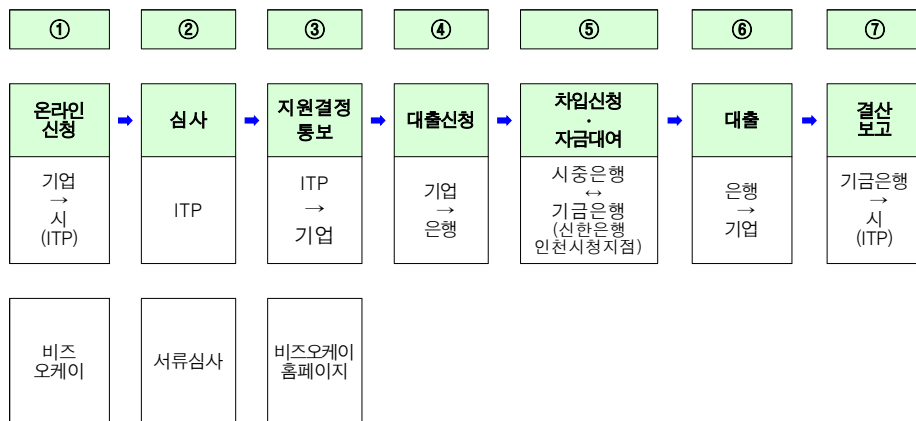 ①
②
③
④
⑤
⑥
⑦
온라인
신청
심사
지원결정
통보
대출신청
차입신청
·
자금대여
대출
결산
보고
기업
→
시
(ITP)
ITP
ITP
→
기업
기업
→
은행
시중은행
↔
기금은행
(신한은행
인천시청지점)
은행
→
기업
기금은행
→
시
(ITP)
비즈
오케이
서류심사
비즈오케이
홈페이지